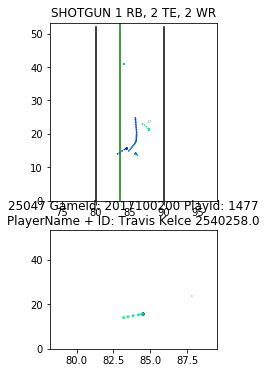 SHOTGUN 1 RB, 2 TE, 2 WR
50
40
30
20
10
0
75 80 85 90 95
25047 GameId: 2017100200 PlayId: 1477
PlayerName + ID: Travis Kelce 2540258.0
40
20
0
80.0 82.5 85.0 87.5